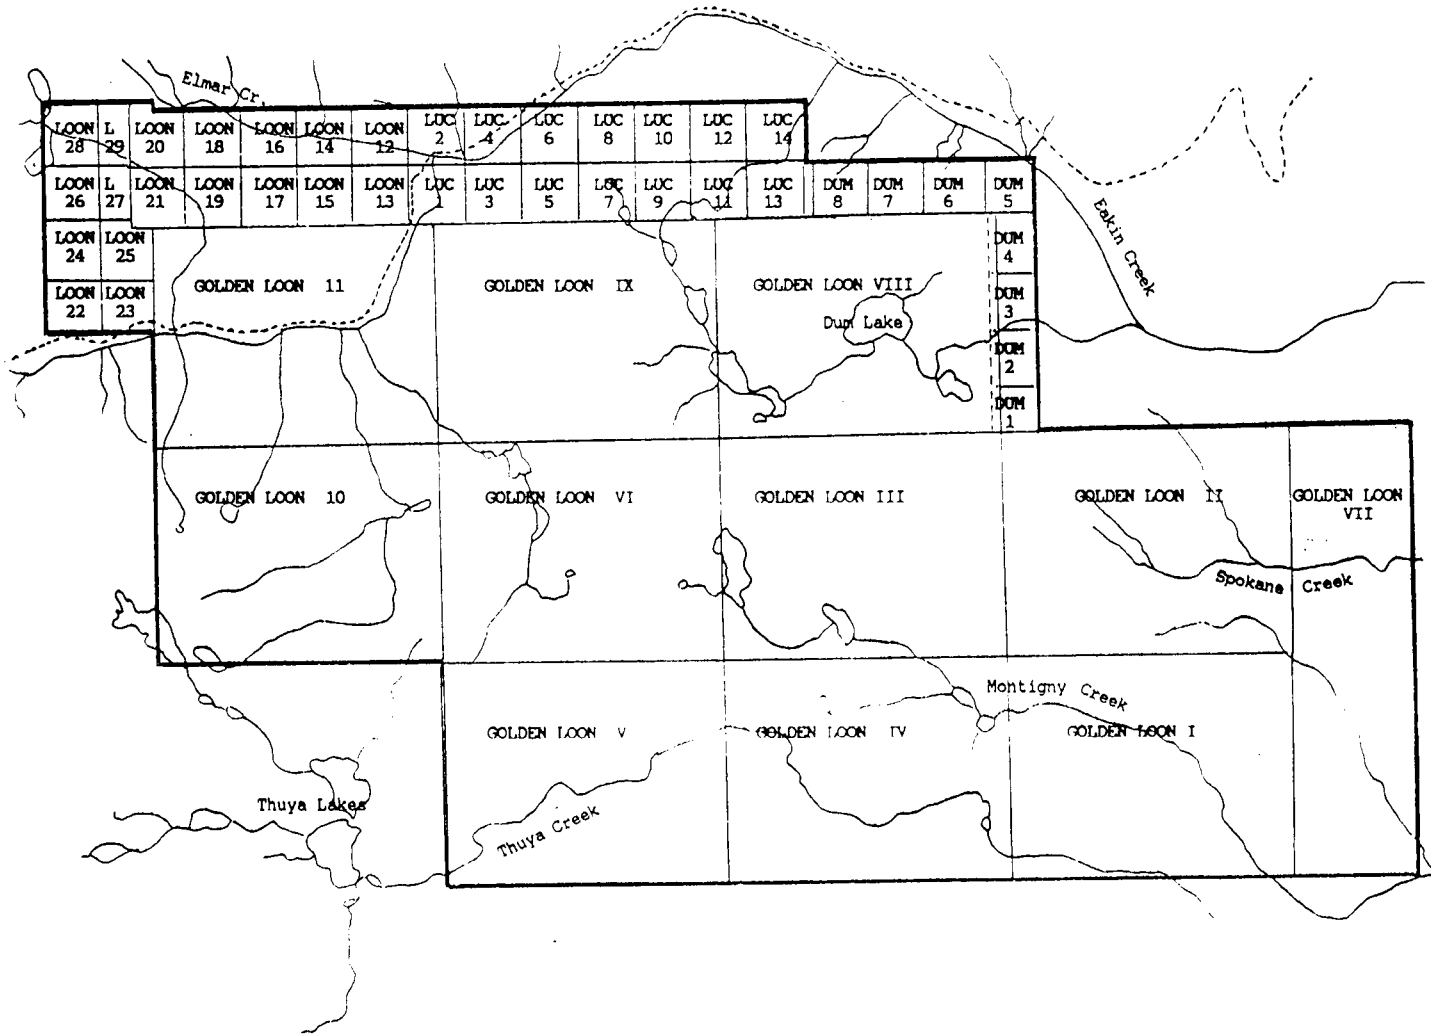 Elmar Cr
LOON 28
L 29
LOON 20
LOON 18
LOON 16
LOON 14
LOON 12
LUC 2
LUC 4
LUC 6
LUC 8
LUC 10
LUC 12
LUC 14
LOON 26
L 27
LOON 21
LOON 19
LOON 17
LOON 15
LOON 13
LUC 1
LUC 3
LUC 5
LUC 7
LUC 9
LUC 11
LUC 13
DUM 8
DUM 7
DUM 6
DUM 5
LOON 24
LOON 25
DUM 4
Eakin Creek
LOON 22
LOON 23
GOLDEN LOON 11
GOLDEN LOON IX
GOLDEN LOON VIII
DUM 3
Dum Lake
DUM 2
DUM 1
GOLDEN LOON 10
GOLDEN LOON VI
GOLDEN LOON III
GOLDEN LOON II
GOLDEN LOON
VII
Spokane Creek
Montigny Creek
GOLDEN LOON V
GOLDEN LOON IV
GOLDEN LOON I
Thuya Lakes
Thuya Creek